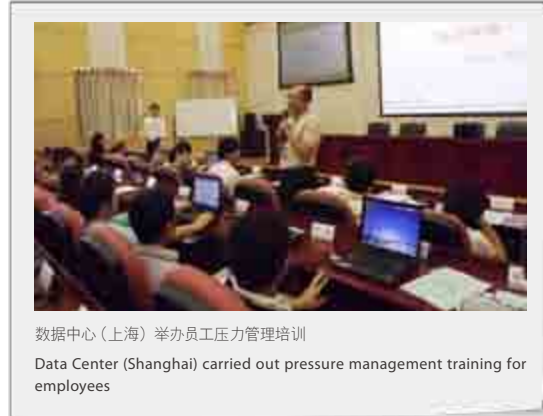 数据中心（上海）举办员工压力管理培训
Data Center (Shanghai) carried out pressure management training for
employees